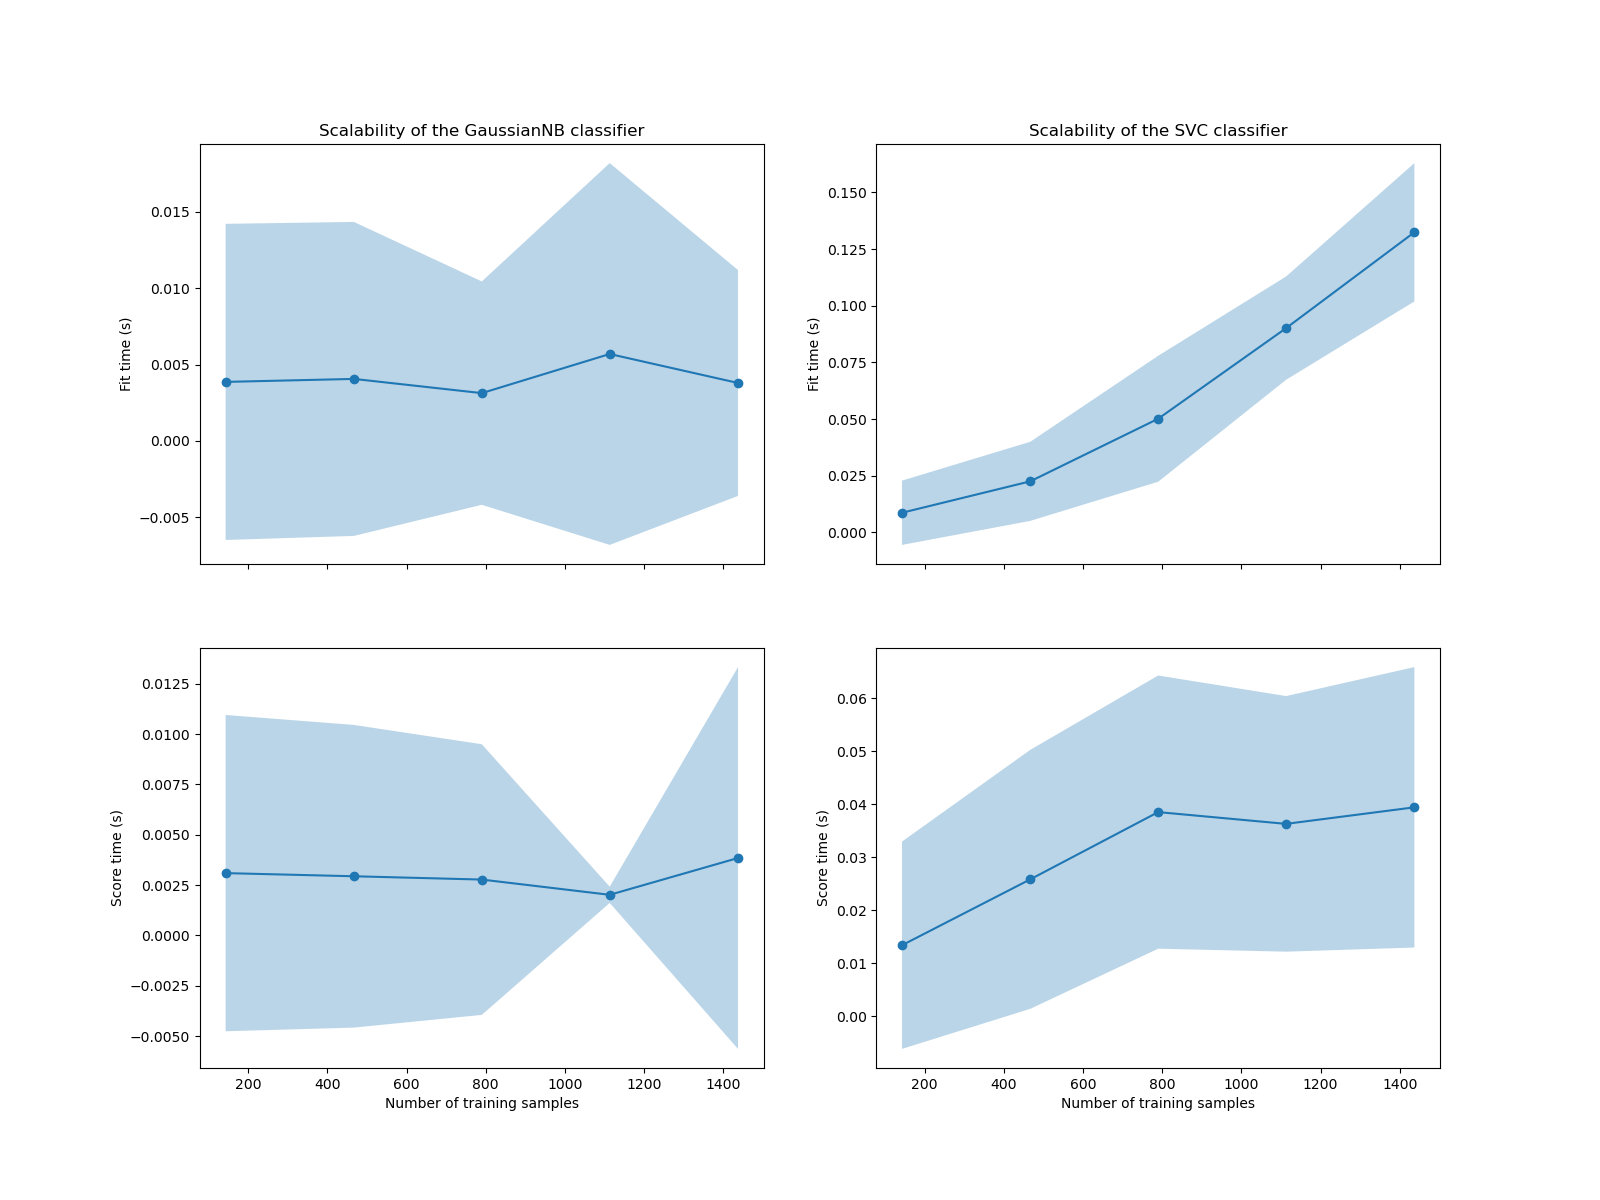 Scalability of the GaussianNB classifier
Fit time (s)
0.015
0.010
0.005
0.000
−0.005
Scalability of the SVC classifier
Fit time (s)
0.150
0.125
0.100
0.075
0.050
0.025
0.000
Score time (s)
0.0125
0.0100
0.0075
0.0050
0.0025
0.0000
−0.0025
−0.0050
200 400 600 800 1000 1200 1400
Number of training samples
Score time (s)
0.06
0.05
0.04
0.03
0.02
0.01
0.00
200 400 600 800 1000 1200 1400
Number of training samples